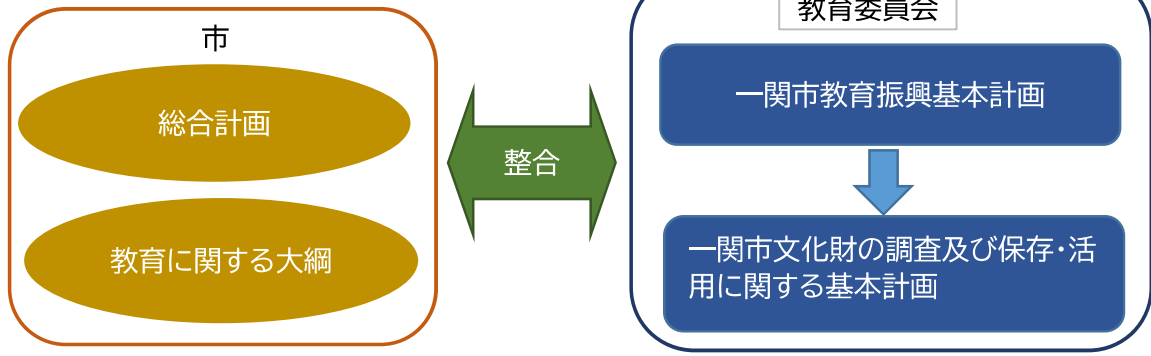 市
総合計画
教育に関する大綱
整合
教育委員会
一関市教育振興基本計画
一関市文化財の調査及び保存・活
用に関する基本計画